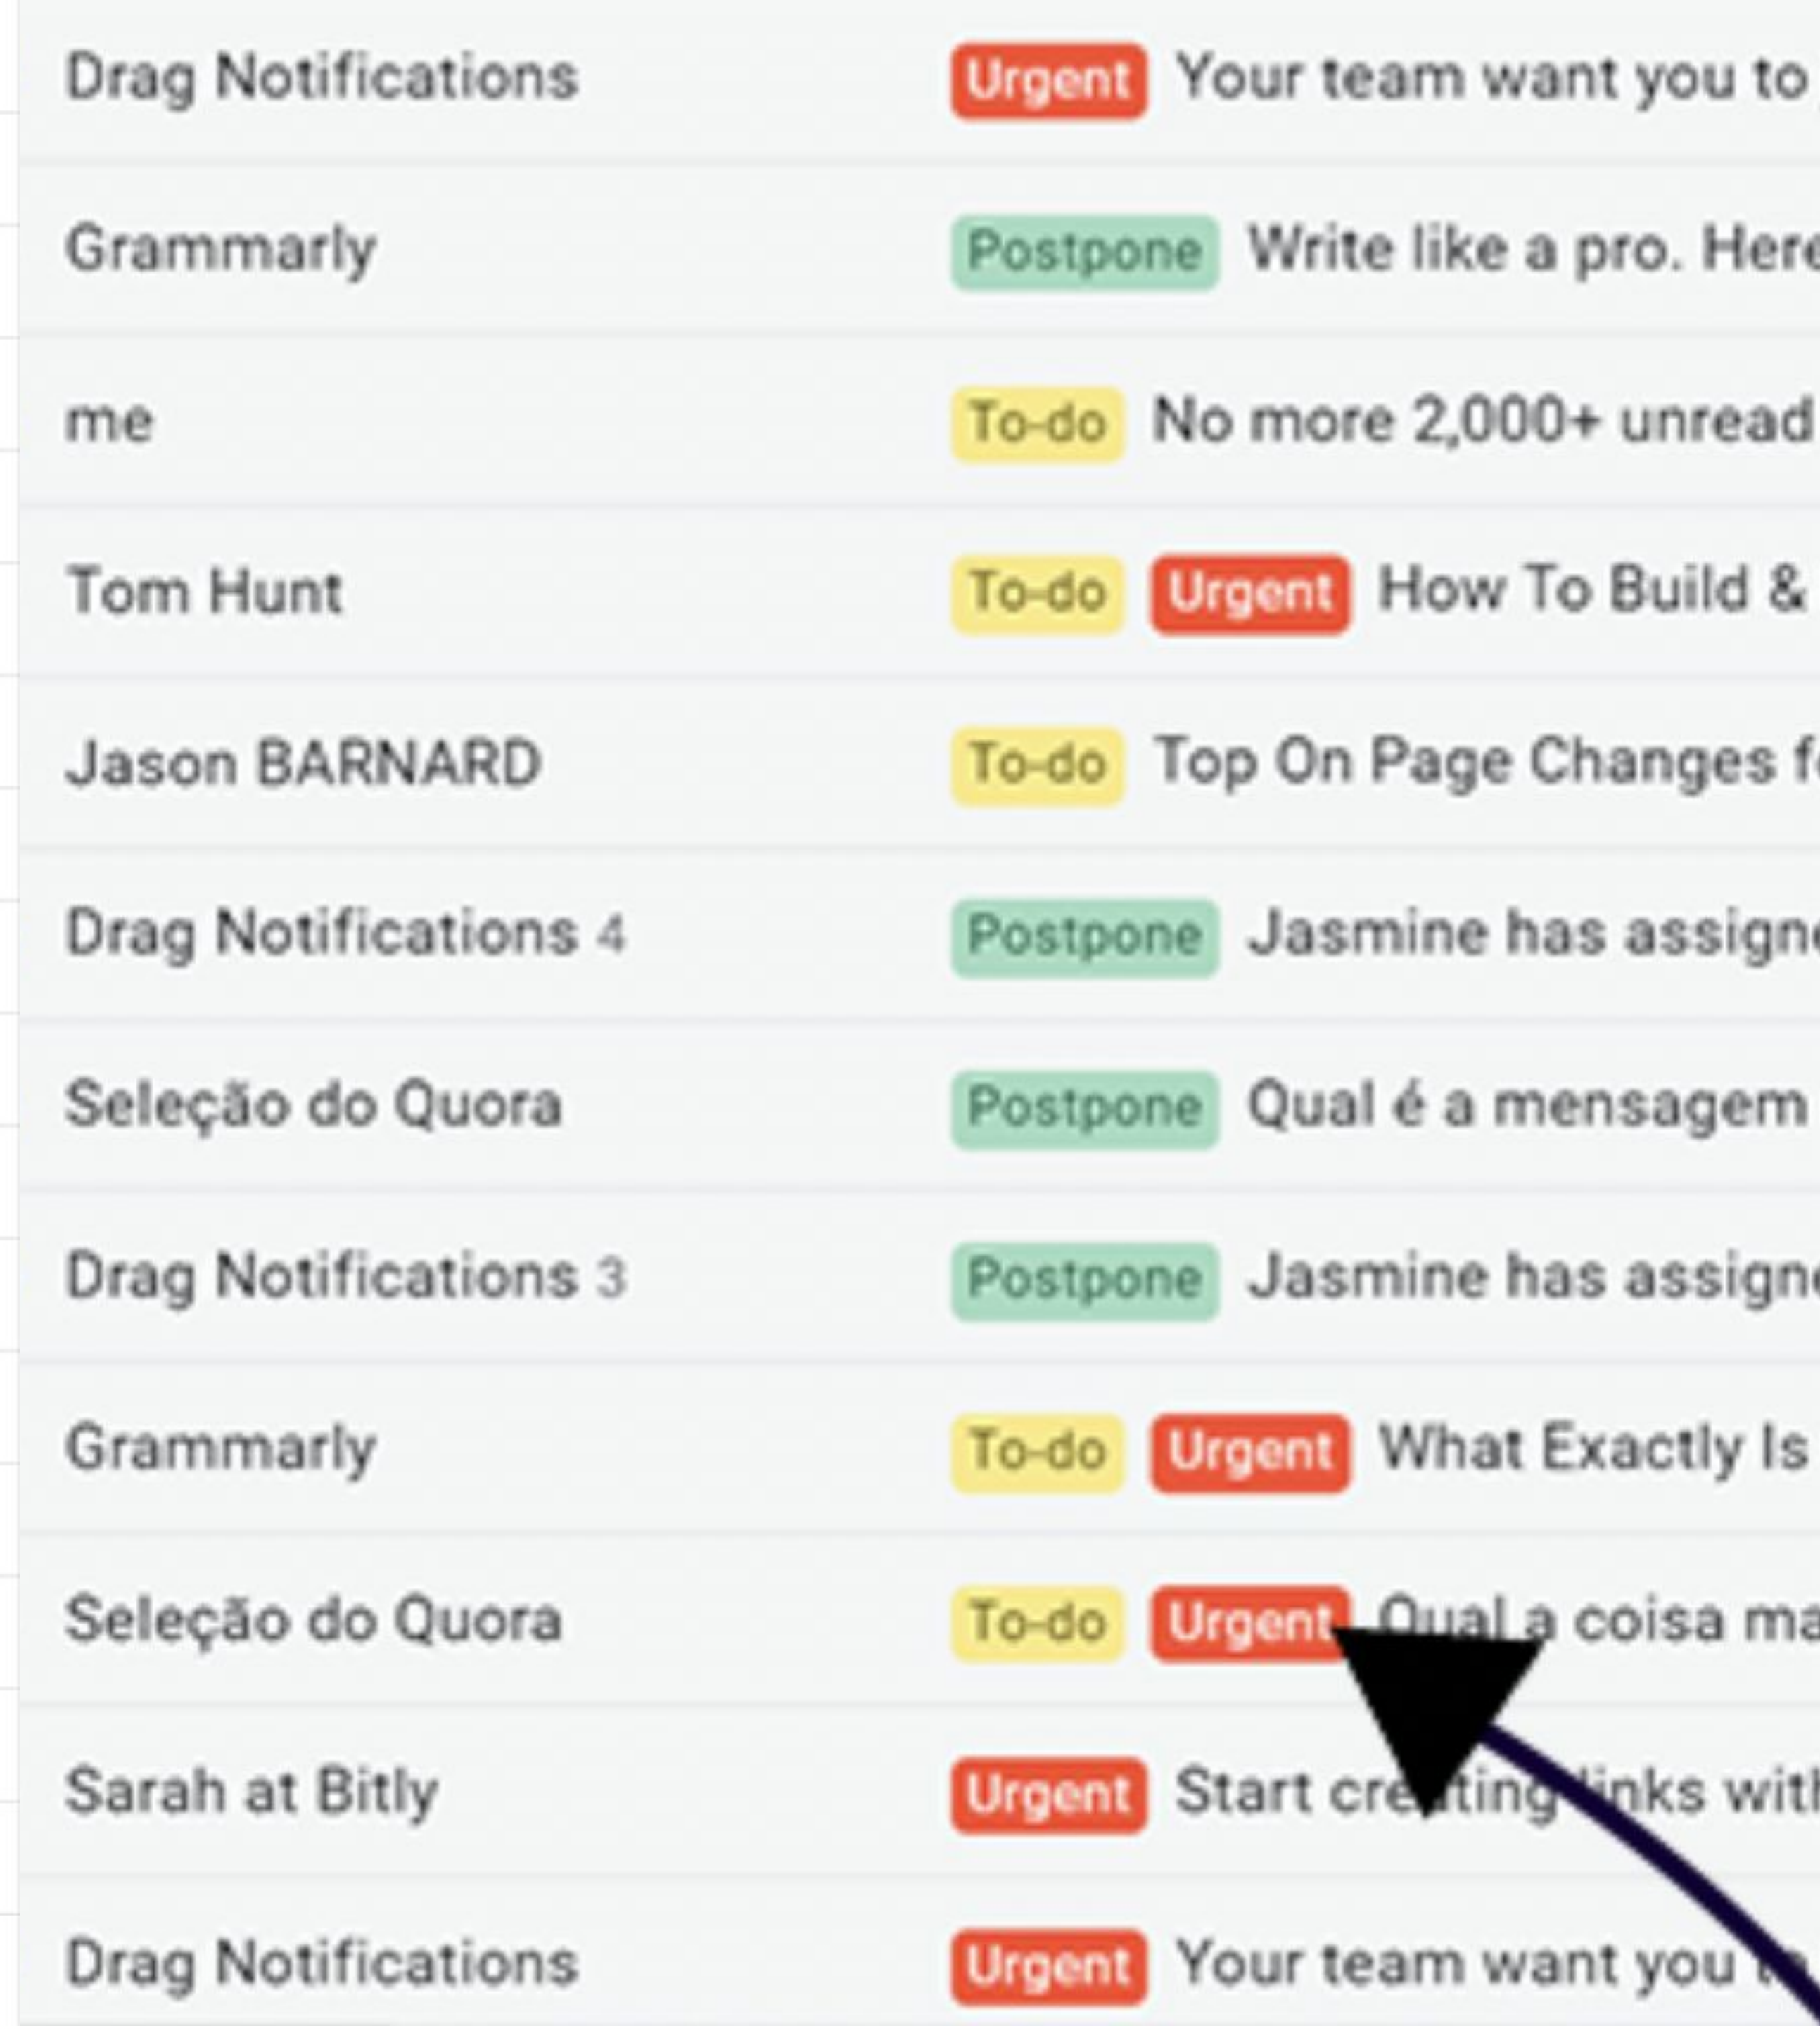 Drag Notifications Urgent Your team want you to
Grammarly Postpone Write like a pro. Here
me To-do No more 2,000+ unread
Tom Hunt To-do Urgent How To Build &
Jason BARNARD To-do Top On Page Changes
Drag Notifications 4 Postpone Jasmine has assigne
Seleção do Quora Postpone Qual é a mensagem
Drag Notifications 3 Postpone Jasmine has assigne
Grammarly To-do Urgent What Exactly Is
Seleção do Quora To-do Urgent Qual a coisa ma
Sarah at Bitly Urgent Start creating links with
Drag Notifications Urgent Your team want you